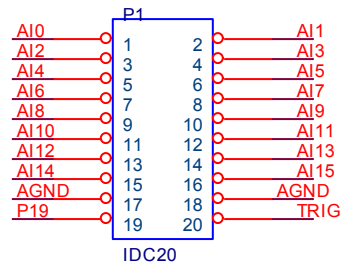 P1
AI0 1 2 AI1
AI2 3 4 AI3
AI4 5 6 AI5
AI6 7 8 AI7
AI8 9 10 AI9
AI10 11 12 AI11
AI12 13 14 AI13
AI14 15 16 AI15
AGND 17 18 AGND
P19 19 20 TRIG
IDC20